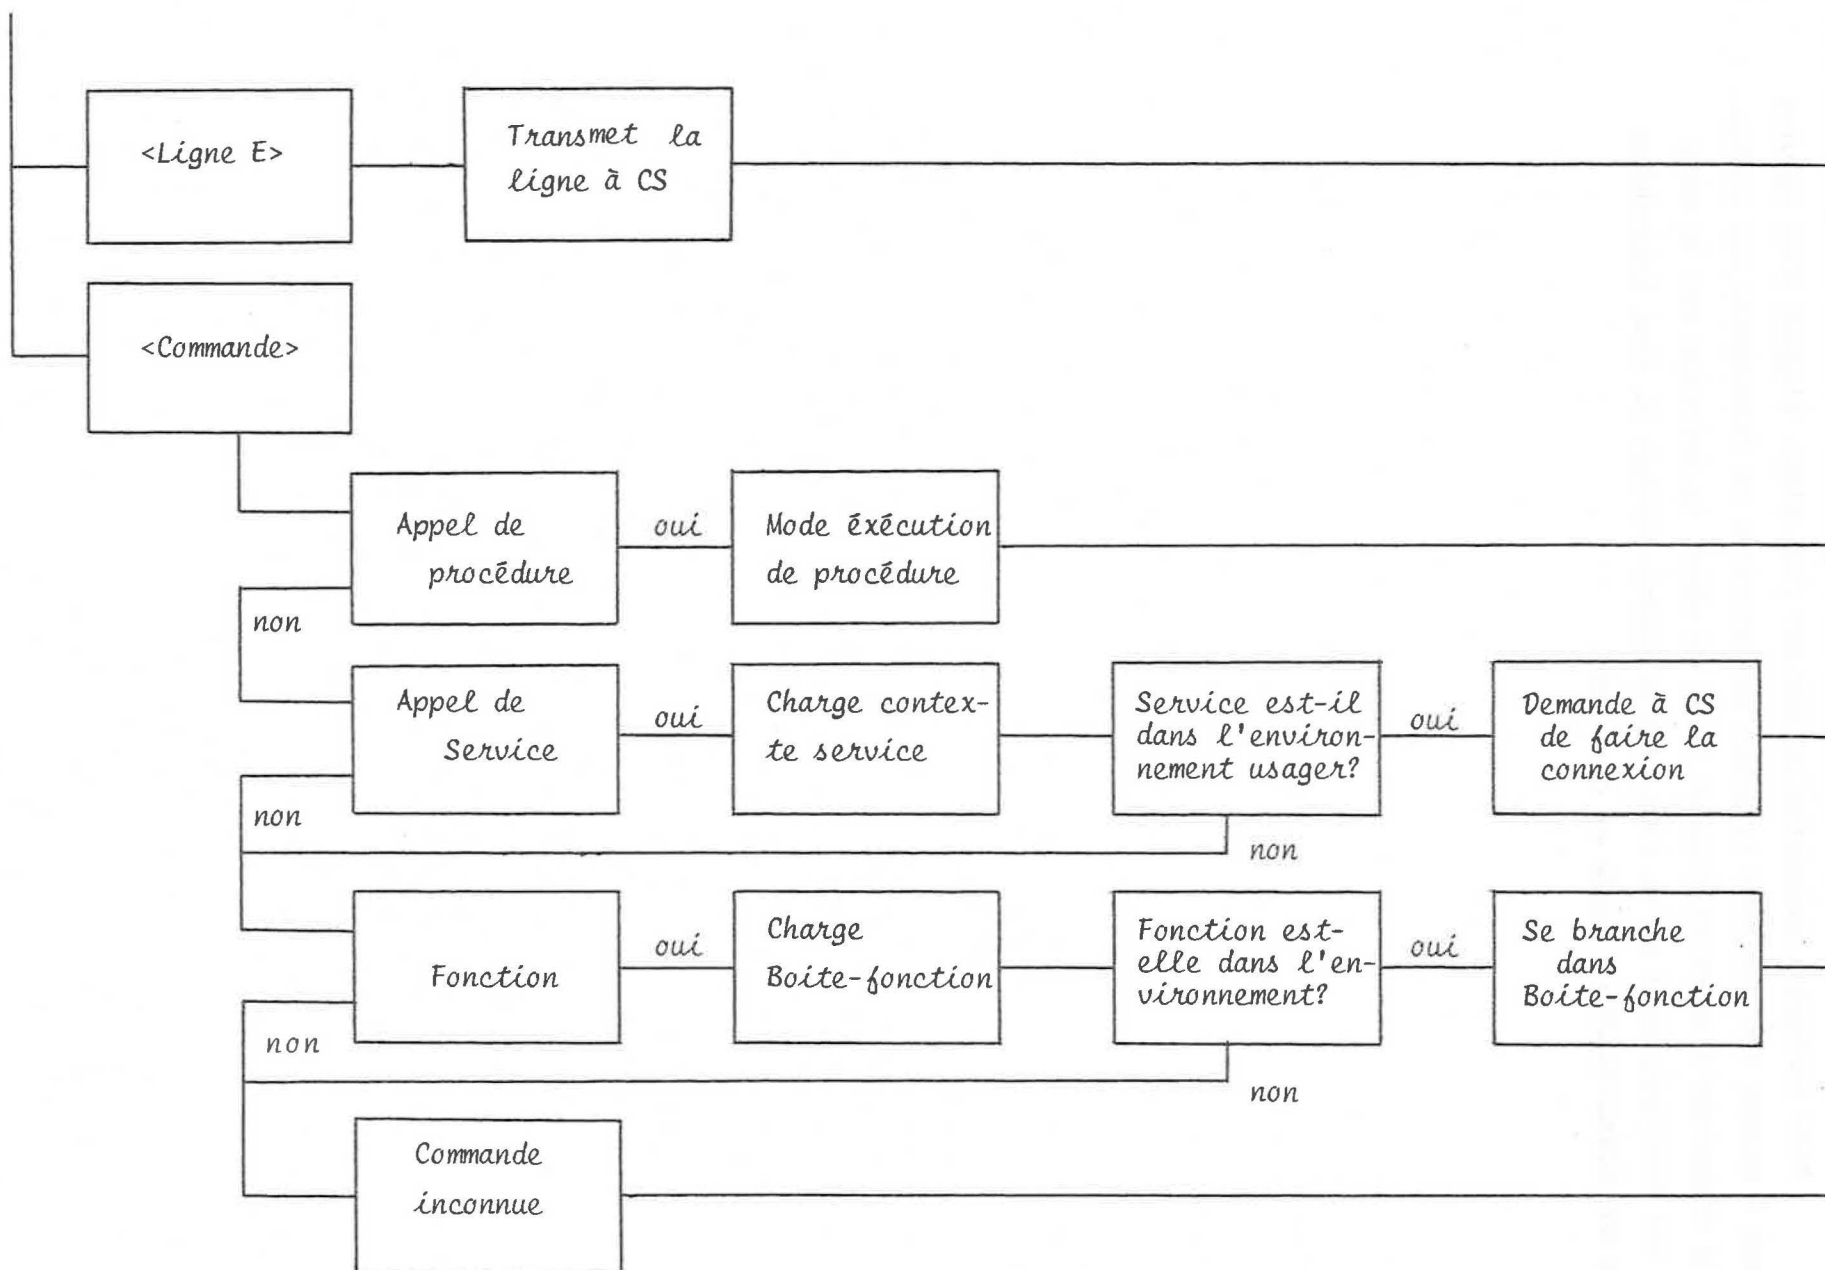 <Ligne E>
Transmet la
ligne à CS
<Commande>
Appel de
procédure
oui
Mode éxécution
de procédure
non
Appel de
Service
oui
Charge contex-
te service
Service est-il
dans l'environ-
nement usager?
oui
Demande à CS
de faire la
connexion
non
non
Fonction
oui
Charge
Boite-fonction
Fonction est-
elle dans l'en-
vironnement?
oui
Se branche
dans
Boite-fonction
non
non
Commande
inconnue